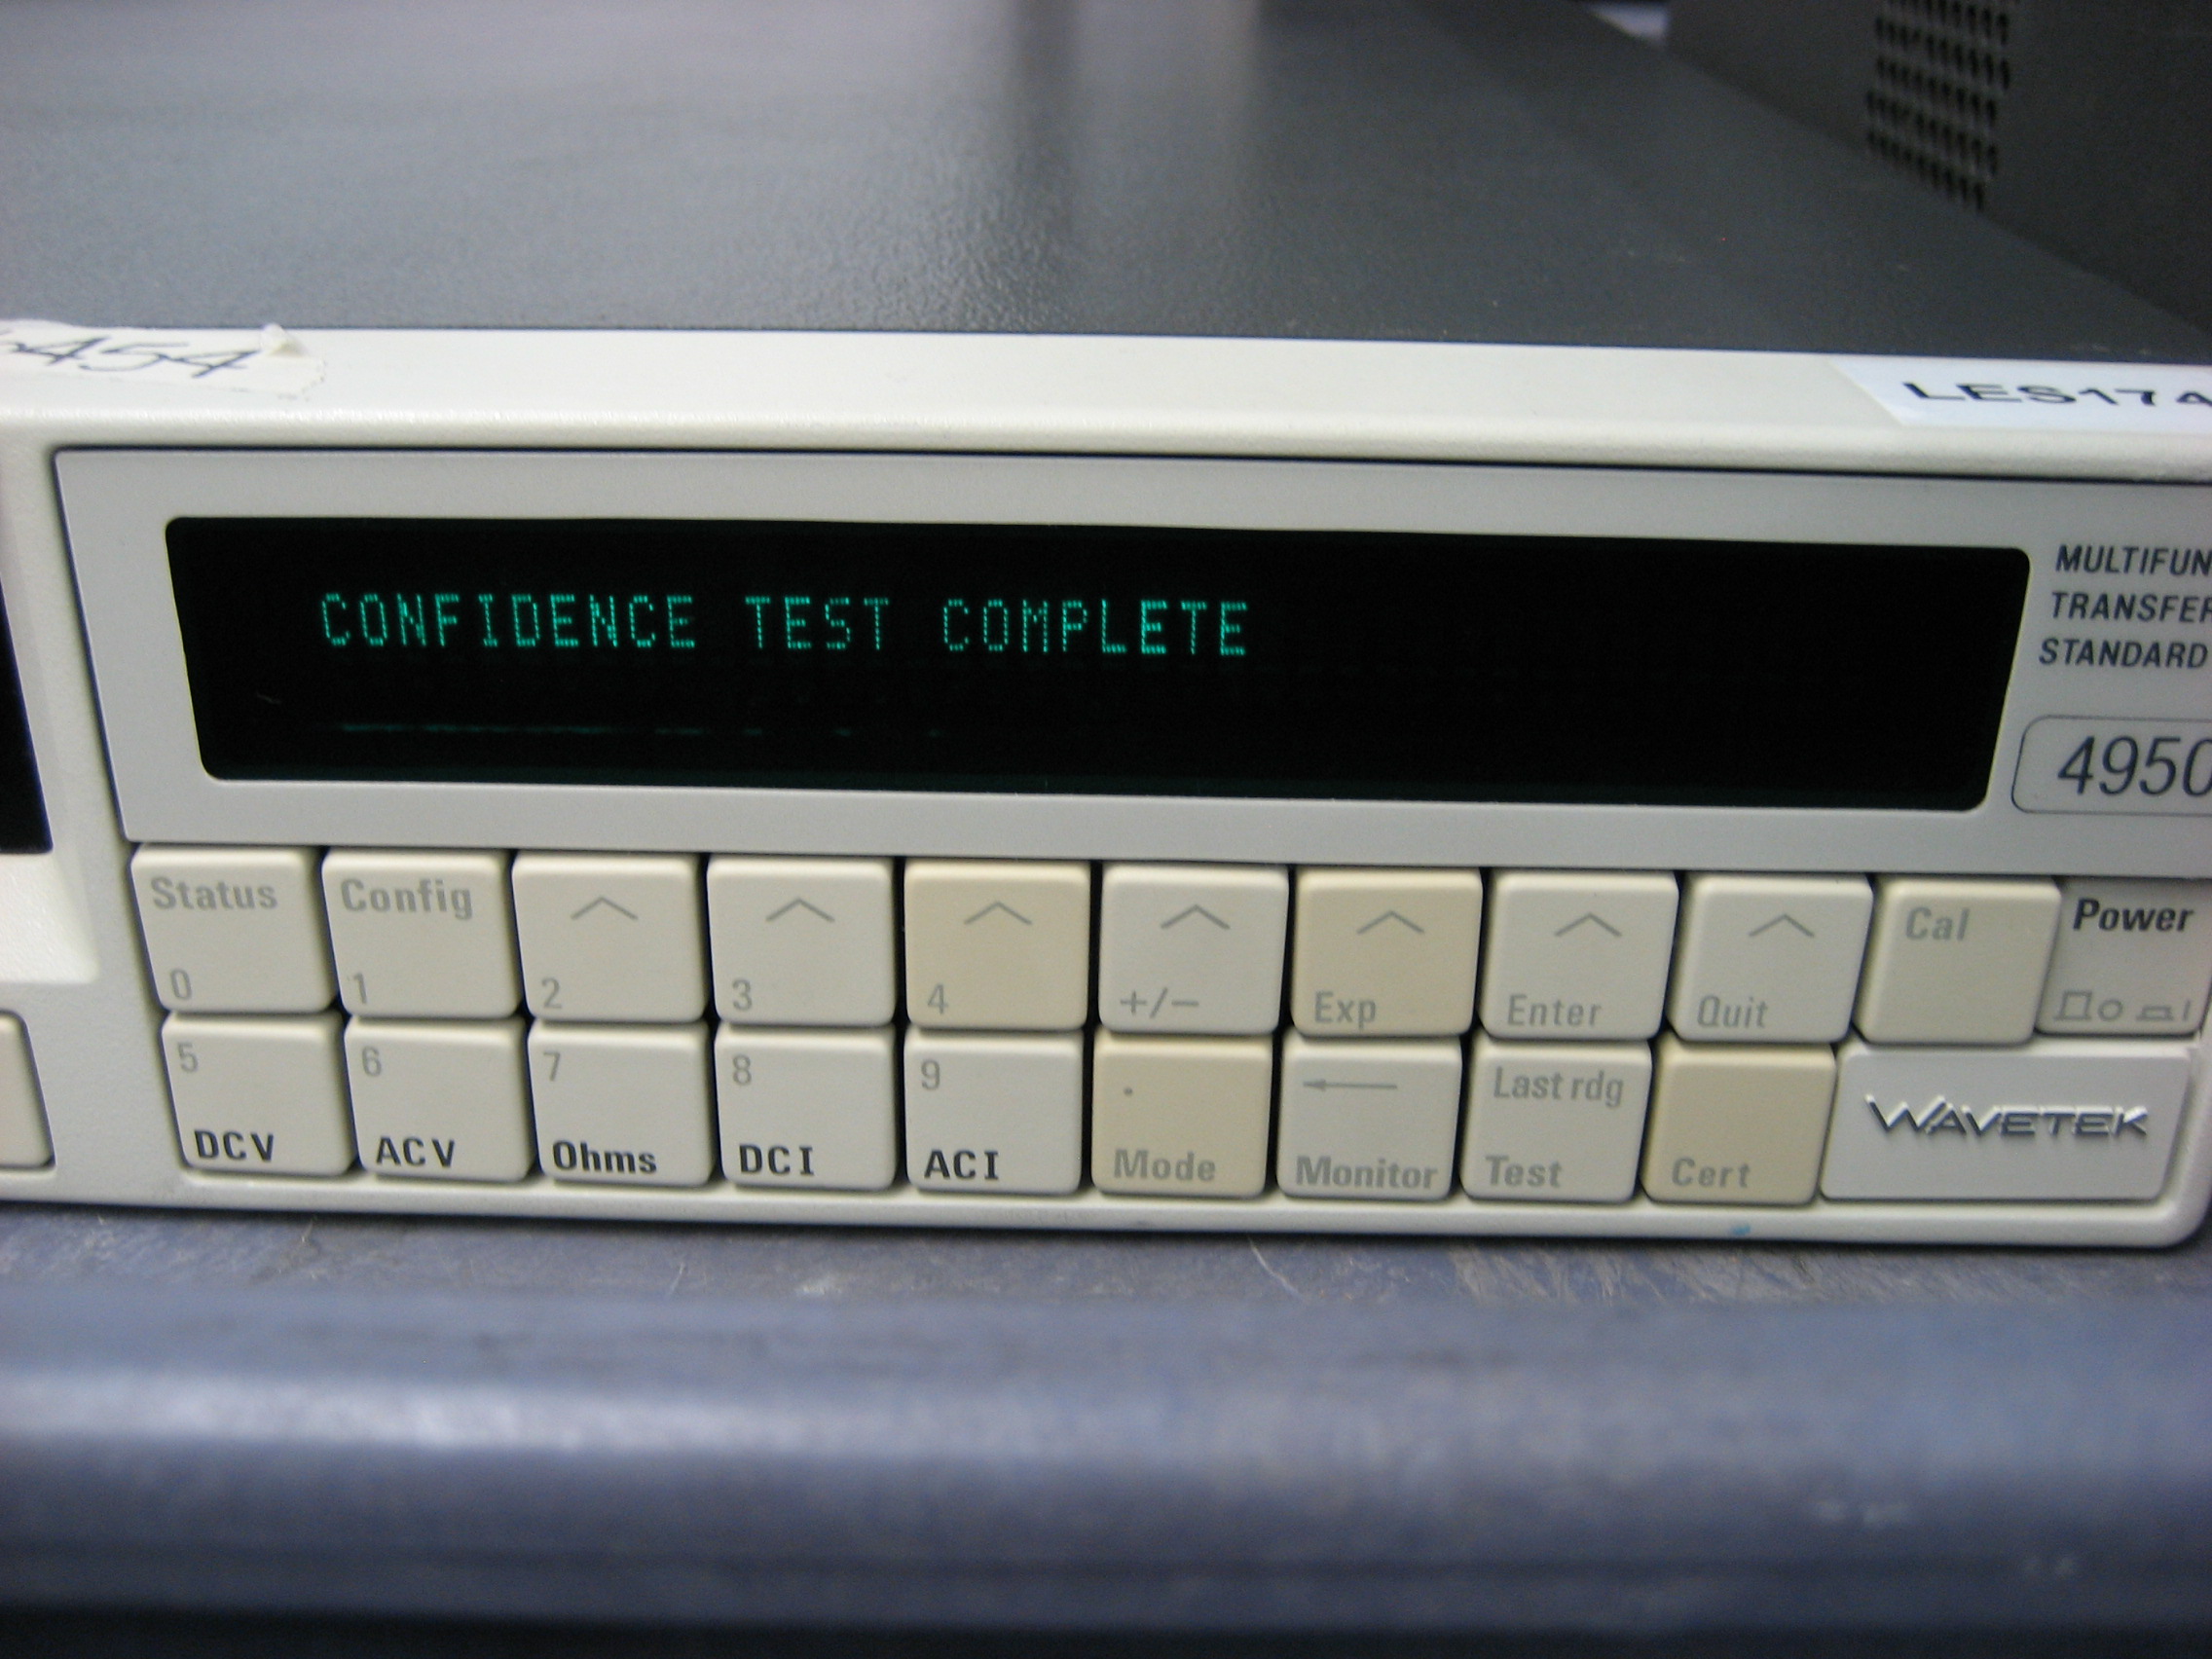 454
LES174
CONFIDENCE TEST COMPLETE
MULTIFUN
TRANSFER
STANDARD
4950
Status
0
Config
1
2
3
4
+/−
Exp
Enter
Quit
Cal
Power
5
DCV
6
ACV
7
Ohms
8
DCI
9
ACI
.
Mode
Monitor
Last rdg
Test
Cert
WAVETEK